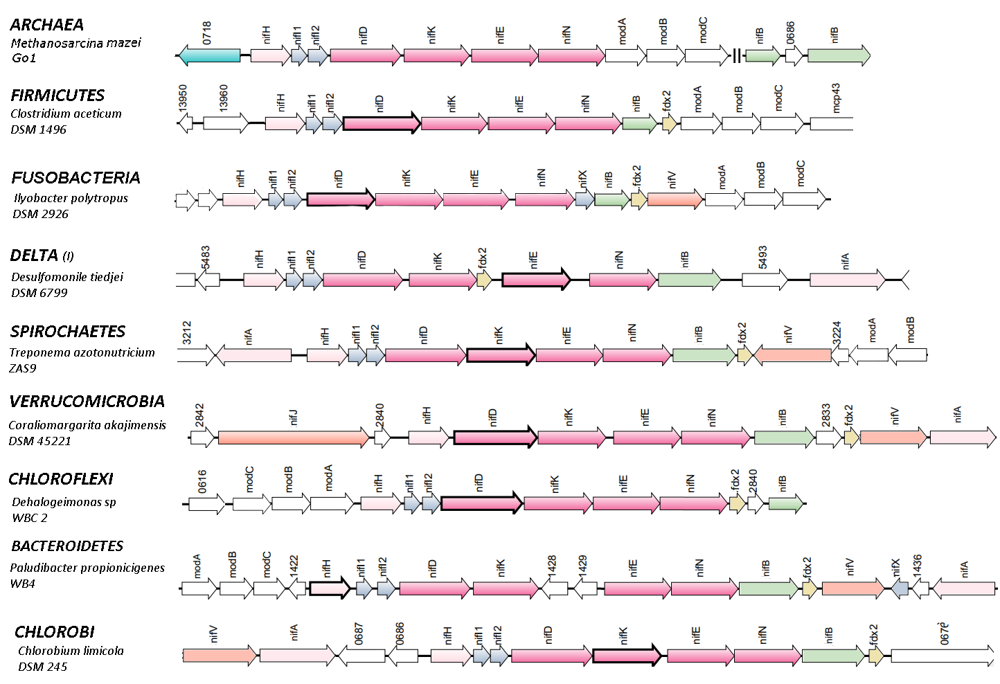 ARCHAEA
Methanosarcina mazei
Go1
0718 nifH nifI1 nifI2 nifD nifK nifE nifN modA modB modC nifB 0686 nifB
FIRMICUTES
Clostridium aceticum
DSM 1496
13950 13960 nifH nifI1 nifI2 nifD nifK nifE nifN nifB fdx2 modA modB modC mcp43
FUSOBACTERIA
Ilyobacter polytropus
DSM 2926
nifH nifI1 nifI2 nifD nifK nifE nifN nifX nifB fdx2 nifV modA modB modC
DELTA (I)
Desulfomonile tiedjei
DSM 6799
5483 nifH nifI1 nifI2 nifD nifK fdx2 nifE nifN nifB 5493 nifA
SPIROCHAETES
Treponema azotonutricium
ZAS9
3212 nifA nifH nifI1 nifI2 nifD nifK nifE nifN nifB fdx2 nifV 3224 modA modB
VERRUCOMICROBIA
Coraliomargarita akajimensis
DSM 45221
2842 nifJ 2840 nifH nifD nifK nifE nifN nifB 2833 fdx2 nifV nifA
CHLOROFLEXI
Dehalogeimonas sp
WBC 2
0616 modC modB modA nifH nifI1 nifI2 nifD nifK nifE nifN fdx2 2840 nifB
BACTEROIDETES
Paludibacter propionicigenes
WB4
modA modB modC 1422 nifH nifI1 nifI2 nifD nifK 1428 1429 nifE nifN nifB fdx2 nifV nifX 1436 nifA
CHLOROBI
Chlorobium limicola
DSM 245
nifV nifA 0687 0686 nifH nifI1 nifI2 nifD nifK nifE nifN nifB fdx2